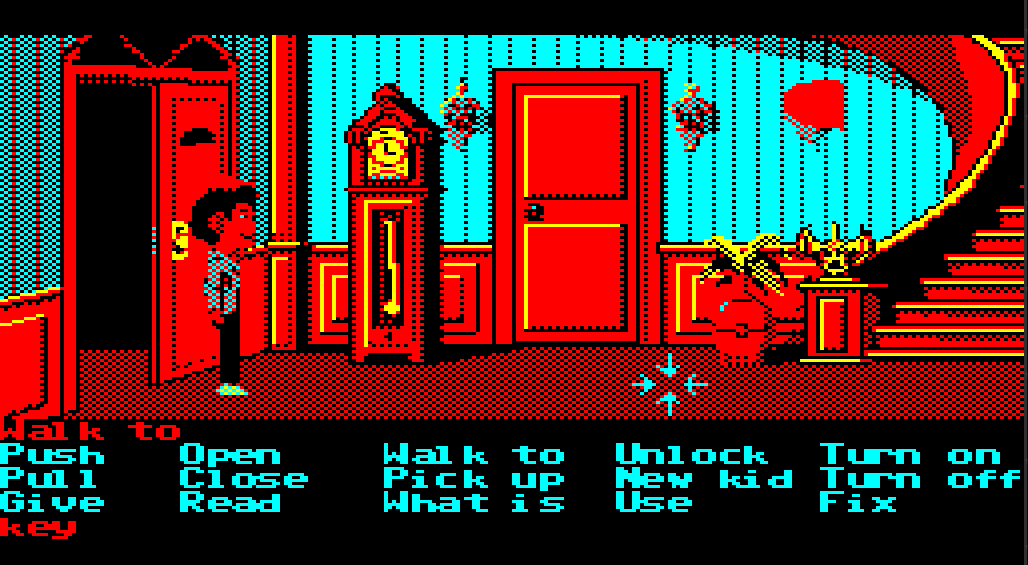 Walk to
Push Open Walk to Unlock Turn on
Pull Close Pick up New kid Turn off
Give Read What is Use Fix
key